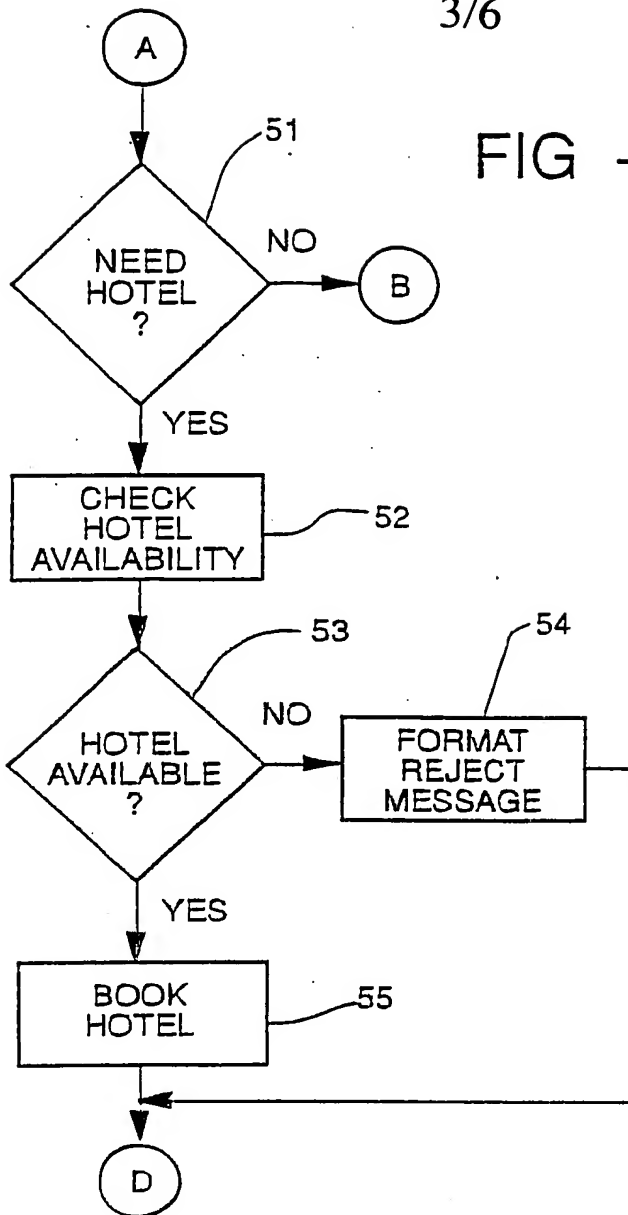 3/6
A
FIG -
51
NEED
HOTEL
?
NO
B
YES
CHECK
HOTEL
AVAILABILITY
52
53
HOTEL
AVAILABLE
?
NO
54
FORMAT
REJECT
MESSAGE
YES
BOOK
HOTEL
55
D